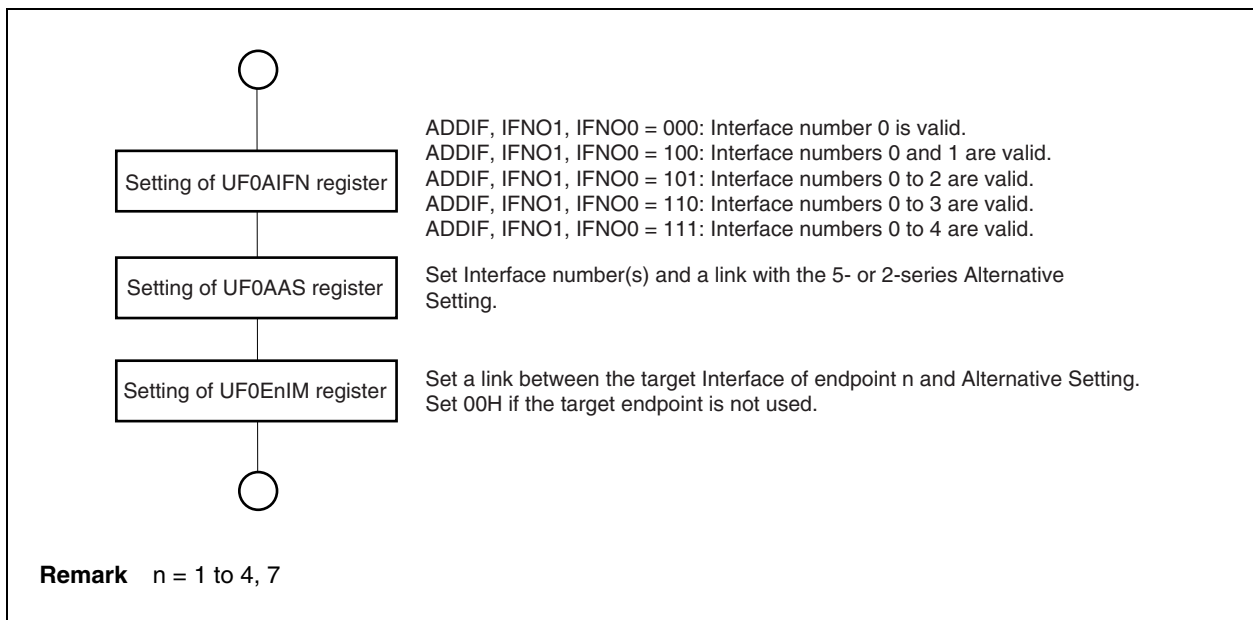 Setting of UF0AIFN register
ADDIF, IFNO1, IFNO0 = 000: Interface number 0 is valid.
ADDIF, IFNO1, IFNO0 = 100: Interface numbers 0 and 1 are valid.
ADDIF, IFNO1, IFNO0 = 101: Interface numbers 0 to 2 are valid.
ADDIF, IFNO1, IFNO0 = 110: Interface numbers 0 to 3 are valid.
ADDIF, IFNO1, IFNO0 = 111: Interface numbers 0 to 4 are valid.
Setting of UF0AAS register
Set Interface number(s) and a link with the 5- or 2-series Alternative
Setting.
Setting of UF0EnIM register
Set a link between the target Interface of endpoint n and Alternative Setting.
Set 00H if the target endpoint is not used.
Remark n = 1 to 4, 7